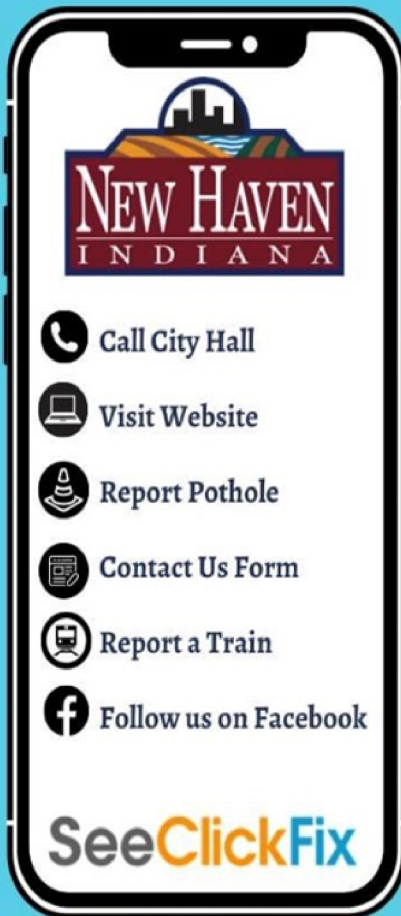 NEW HAVEN
INDIANA
Call City Hall
Visit Website
Report Pothole
Contact Us Form
Report a Train
Follow us on Facebook
SeeClickFix